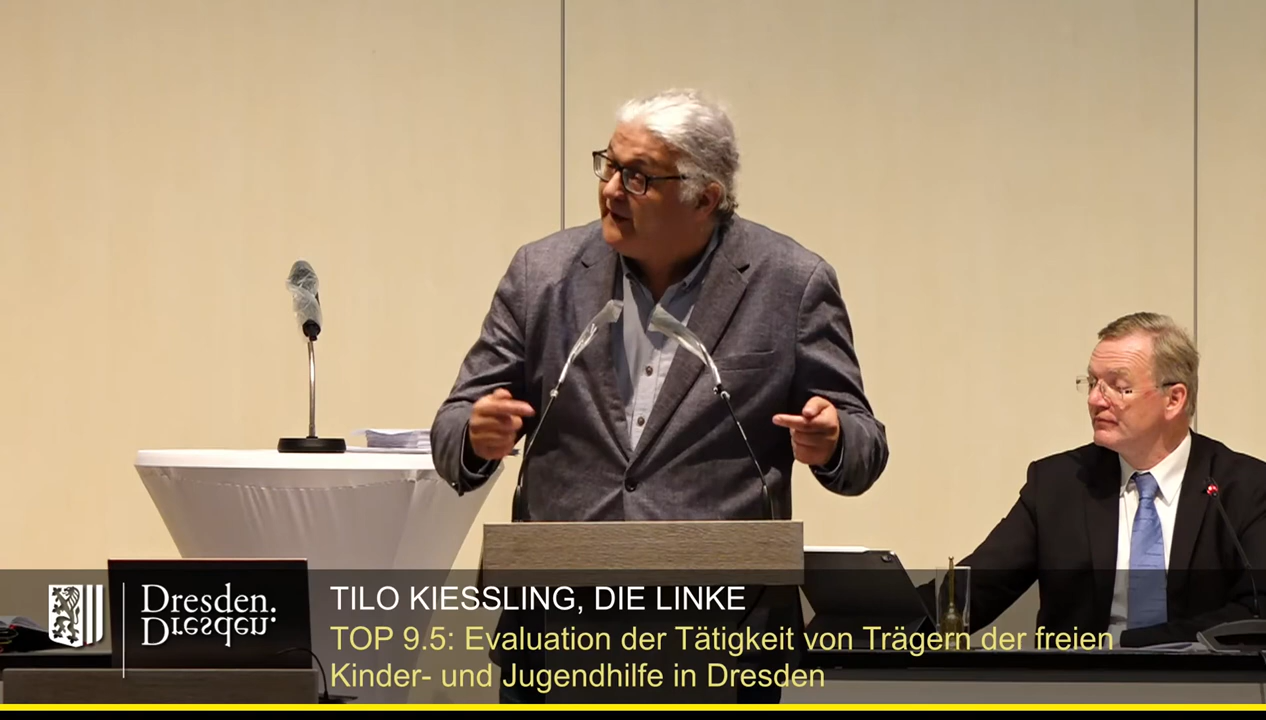 Dresden.
Dresden.
TILO KIESSLING, DIE LINKE
TOP 9.5: Evaluation der Tätigkeit von Trägern der freien
Kinder- und Jugendhilfe in Dresden